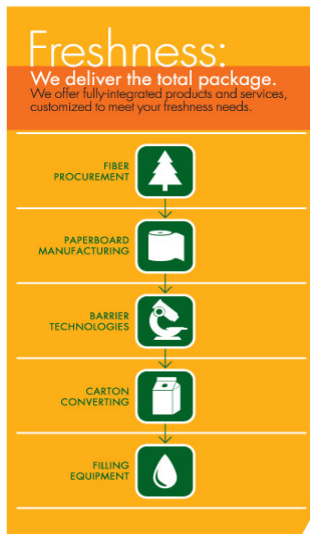 Freshness:
We deliver the total package.
We offer fully-integrated products and services,
customized to meet your freshness needs.
FIBER
PROCUREMENT
PAPERBOARD
MANUFACTURING
BARRIER
TECHNOLOGIES
CARTON
CONVERTING
FILLING
EQUIPMENT